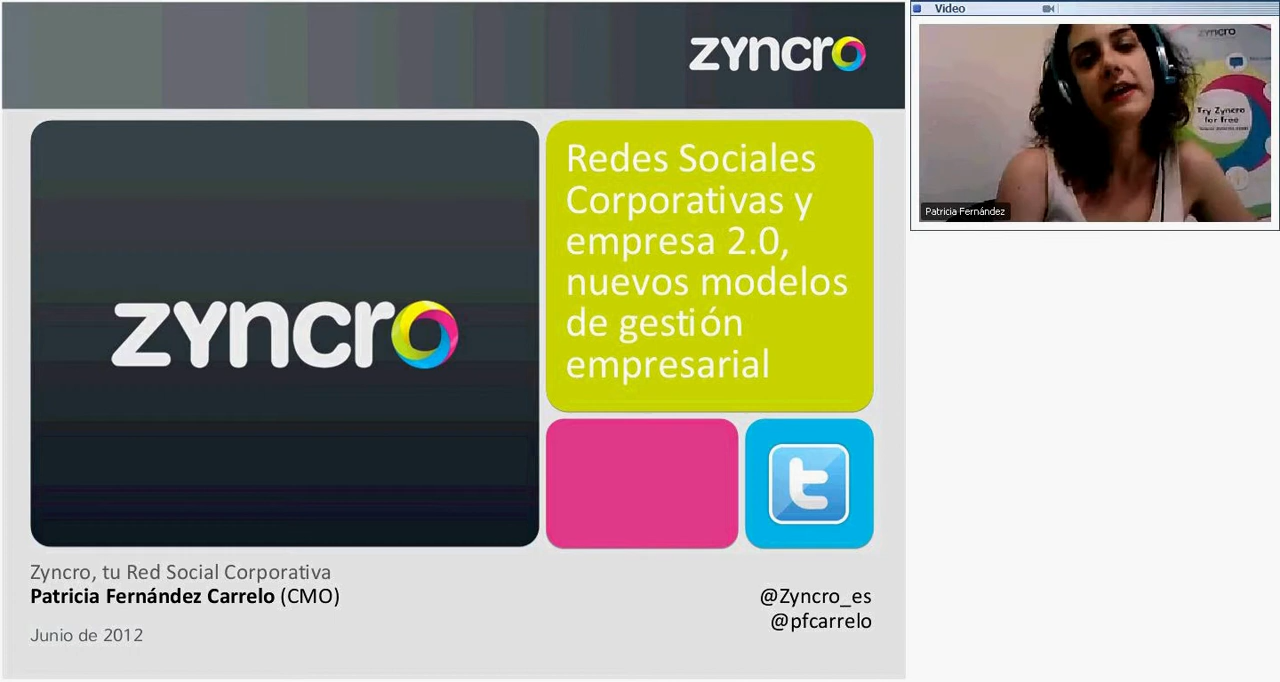 zyncro
zyncro
Redes Sociales
Corporativas y
empresa 2.0,
nuevos modelos
de gestión
empresarial
Zyncro, tu Red Social Corporativa
Patricia Fernández Carrelo (CMO)
Junio de 2012
@Zyncro_es
@pfcarrelo
Video
zyncro
Try Zyncro
for Free
Patricia Fernández